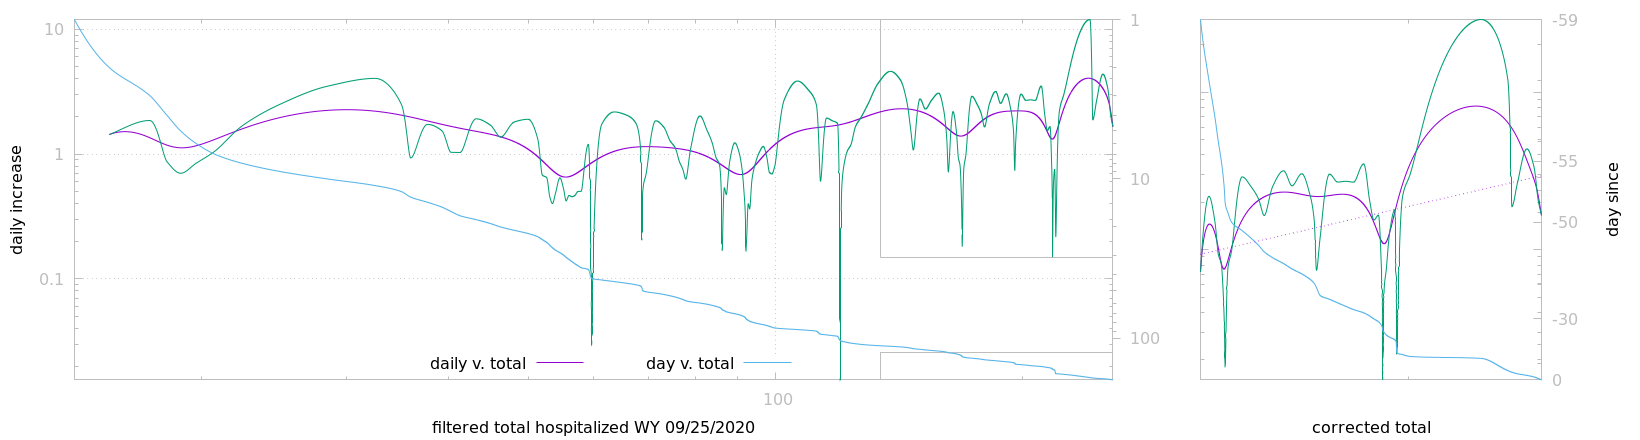 10
1
0.1
daily increase
daily v. total
day v. total
100
filtered total hospitalized WY 09/25/2020
1
10
100
-59
-55
-50
-30
0
day since
corrected total